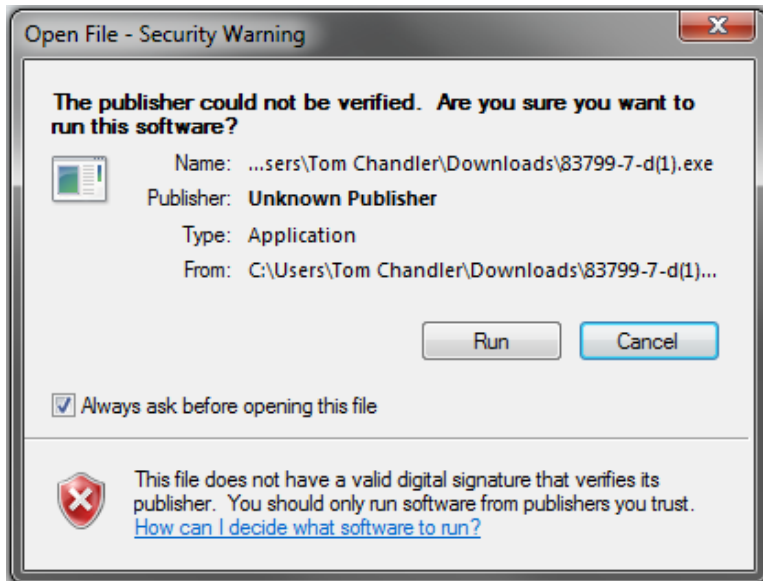 Open File - Security Warning
The publisher could not be verified. Are you sure you want to
run this software?
Name: ...sers\Tom Chandler\Downloads\83799-7-d(1).exe
Publisher: Unknown Publisher
Type: Application
From: C:\Users\Tom Chandler\Downloads\83799-7-d(1)...
Run Cancel
Always ask before opening this file
This file does not have a valid digital signature that verifies its
publisher. You should only run software from publishers you trust.
How can I decide what software to run?